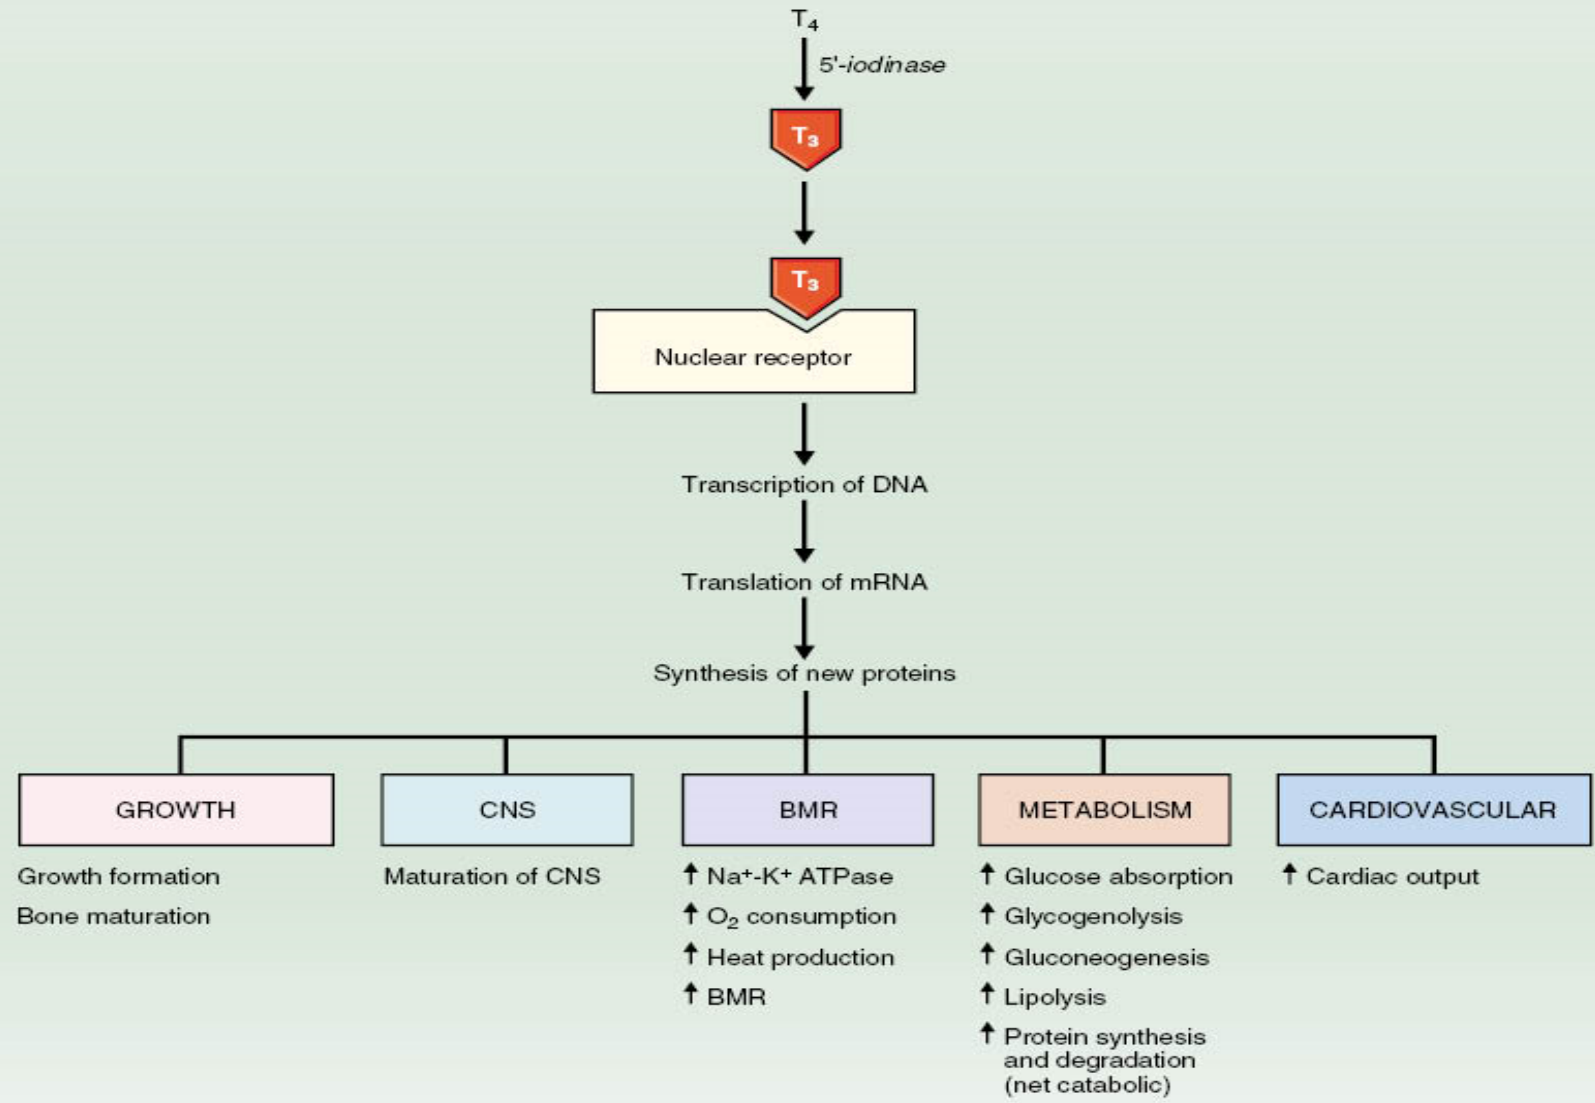 T₄
5'-iodinase
T₃
T₃
Nuclear receptor
Transcription of DNA
Translation of mRNA
Synthesis of new proteins
GROWTH
Growth formation
Bone maturation
CNS
Maturation of CNS
BMR
↑ Na⁺-K⁺ ATPase
↑ O₂ consumption
↑ Heat production
↑ BMR
METABOLISM
↑ Glucose absorption
↑ Glycogenolysis
↑ Gluconeogenesis
↑ Lipolysis
↑ Protein synthesis
and degradation
(net catabolic)
CARDIOVASCULAR
↑ Cardiac output